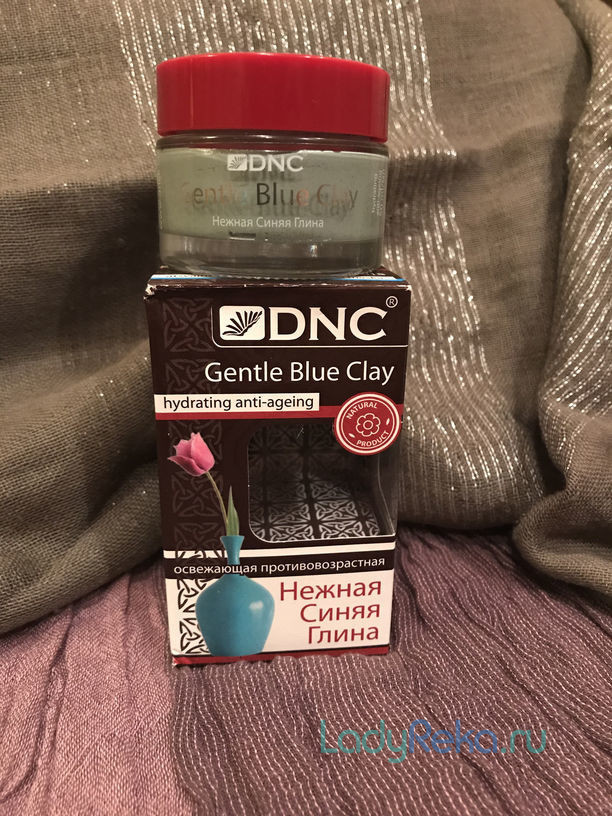 DNC
Gentle Blue Clay
Нежная Синяя Глина
DNC®
Gentle Blue Clay
hydrating anti-ageing
NATURAL
PRODUCT
освежающая противовозрастная
Нежная
Синяя
Глина
LadyReka.ru